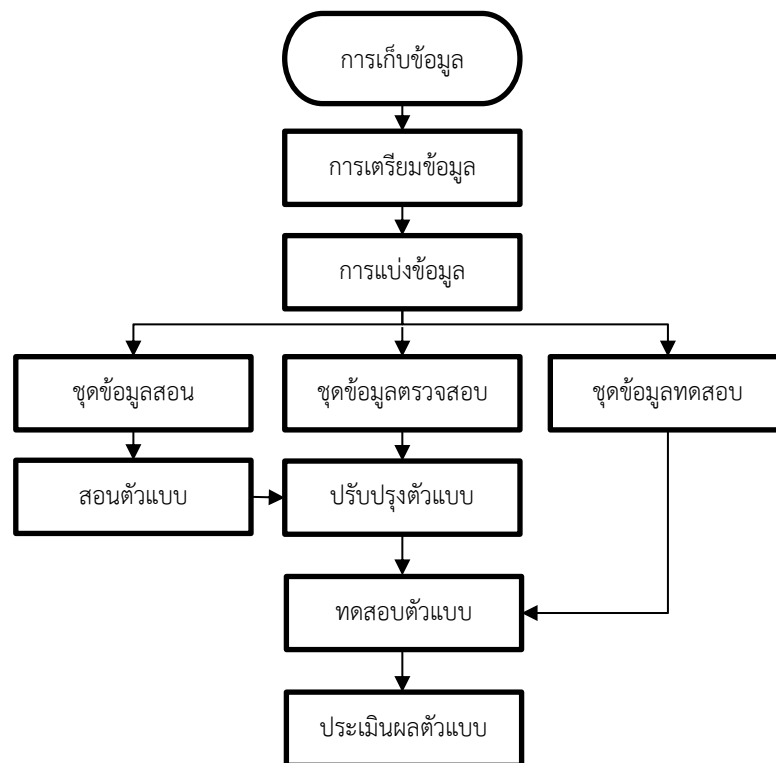 การเก็บข้อมูล
การเตรียมข้อมูล
การแบ่งข้อมูล
ชุดข้อมูลสอน
ชุดข้อมูลตรวจสอบ
ชุดข้อมูลทดสอบ
สอนตัวแบบ
ปรับปรุงตัวแบบ
ทดสอบตัวแบบ
ประเมินผลตัวแบบ